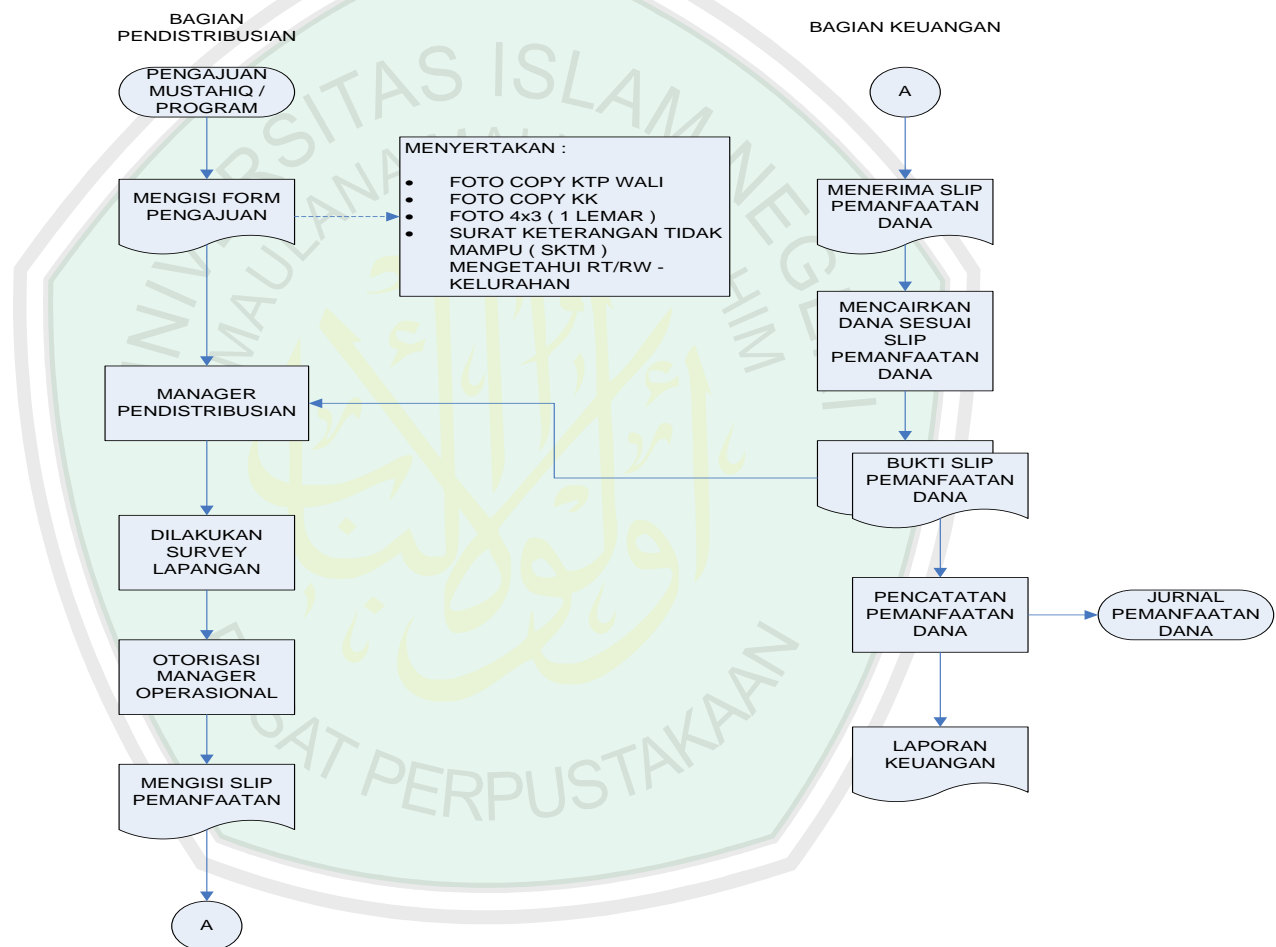 BAGIAN
PENDISTRIBUSIAN
PENGAJUAN
MUSTAHIQ /
PROGRAM
MENGISI FORM
PENGAJUAN
MENYERTAKAN :
• FOTO COPY KTP WALI
• FOTO COPY KK
• FOTO 4x3 ( 1 LEMAR )
• SURAT KETERANGAN TIDAK
MAMPU ( SKTM )
MENGETAHUI RT/RW -
KELURAHAN
MANAGER
PENDISTRIBUSIAN
DILAKUKAN
SURVEY
LAPANGAN
OTORISASI
MANAGER
OPERASIONAL
MENGISI SLIP
PEMANFAATAN
A
BAGIAN KEUANGAN
A
MENERIMA SLIP
PEMANFAATAN
DANA
MENCAIRKAN
DANA SESUAI
SLIP
PEMANFAATAN
DANA
BUKTI SLIP
PEMANFAATAN
DANA
PENCATATAN
PEMANFAATAN
DANA
JURNAL
PEMANFAATAN
DANA
LAPORAN
KEUANGAN
ISLAM
PERPUSTAKAAN